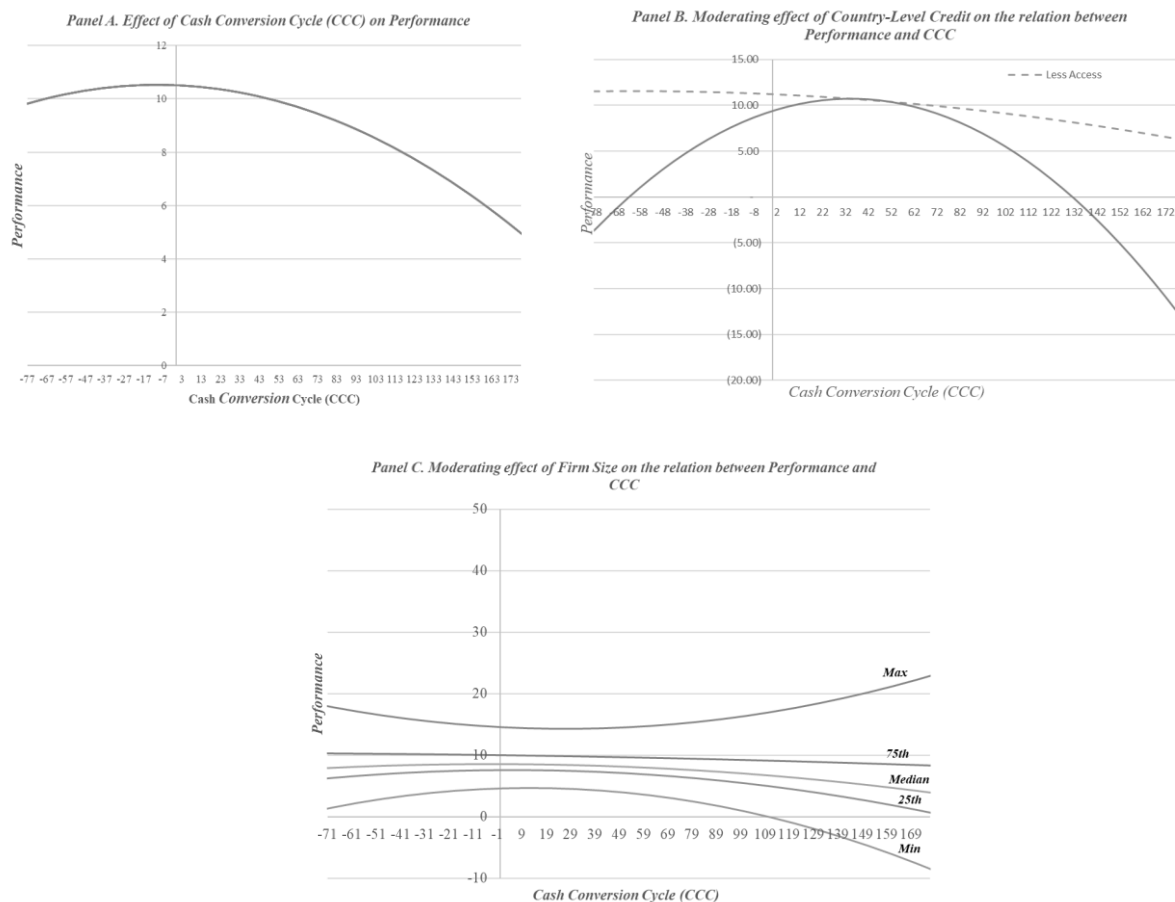 Panel A. Effect of Cash Conversion Cycle (CCC) on Performance
12
10
8
6
4
2
0
Performance
-77 -67 -57 -47 -37 -27 -17 -7 3 13 23 33 43 53 63 73 83 93 103 113 123 133 143 153 163 173
Cash Conversion Cycle (CCC)
Panel B. Moderating effect of Country-Level Credit on the relation between
Performance and CCC
15.00
10.00
5.00
-
(5.00)
(10.00)
(15.00)
(20.00)
Less Access
Performance
-78 -68 -58 -48 -38 -28 -18 -8 2 12 22 32 42 52 62 72 82 92 102 112 122 132 142 152 162 172
Cash Conversion Cycle (CCC)
Panel C. Moderating effect of Firm Size on the relation between Performance and
CCC
50
40
30
20
10
0
-10
Performance
Max
75th
Median
25th
Min
-71 -61 -51 -41 -31 -21 -11 -1 9 19 29 39 49 59 69 79 89 99 109 119 129 139 149 159 169
Cash Conversion Cycle (CCC)